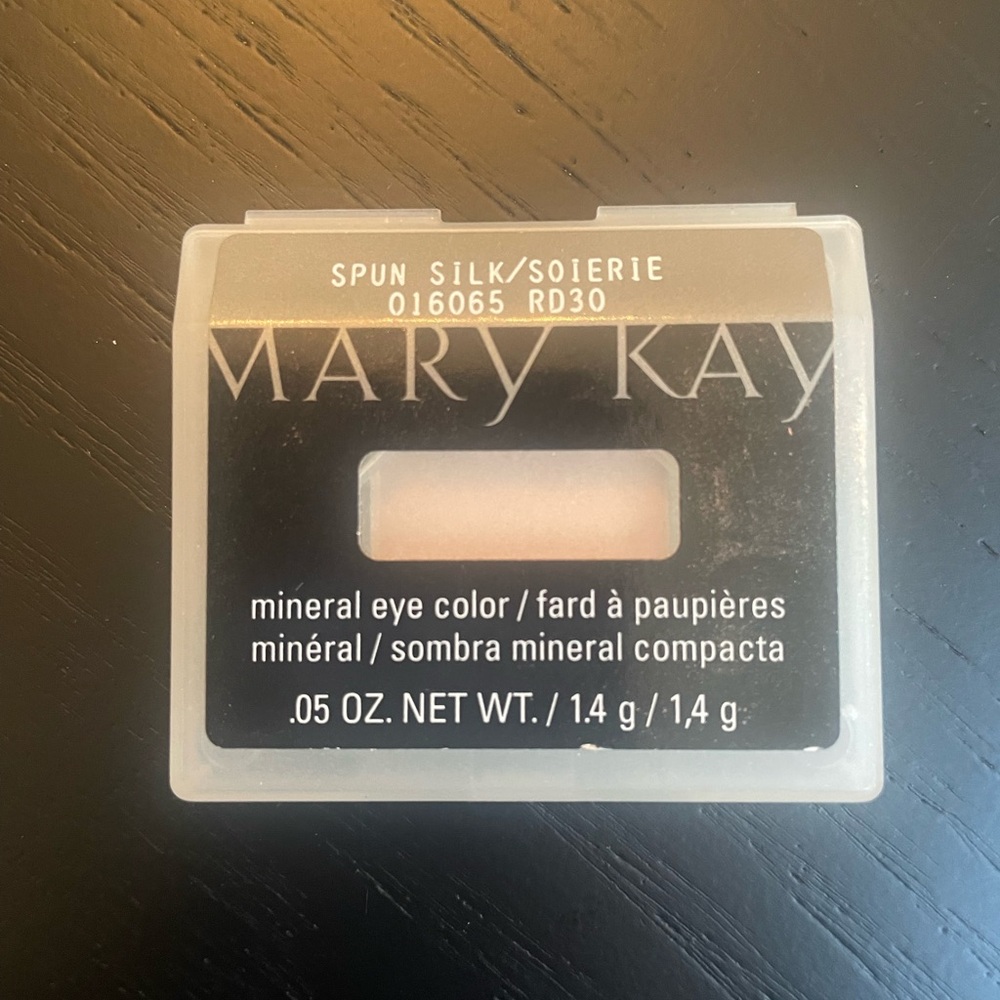 SPUN SiLK/SOiERiE
016065 RD30
MARY KAY
mineral eye color / fard à paupières
minéral / sombra mineral compacta
.05 OZ. NET WT. / 1.4 g / 1,4 g